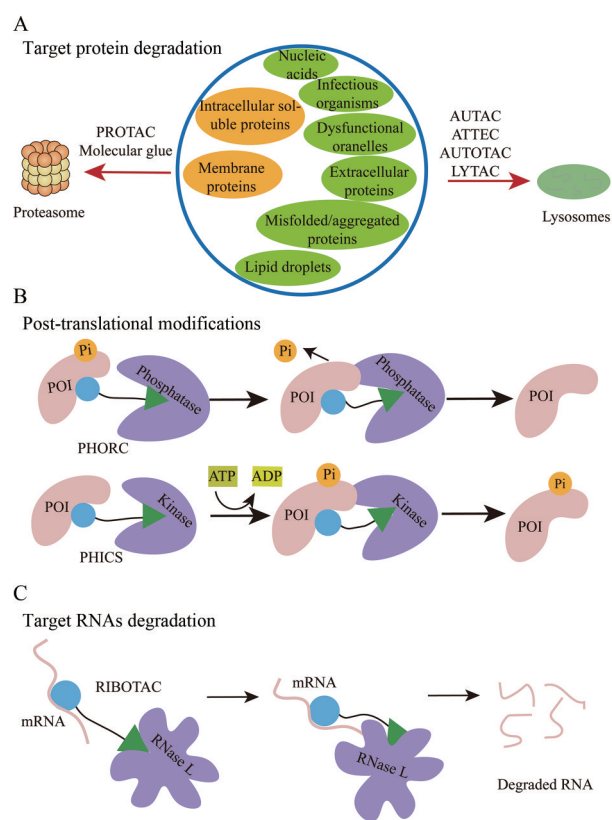 A
Target protein degradation
Nucleic
acids
Infectious
organisms
Intracellular sol-
uble proteins
Dysfunctional
oranelles
Membrane
proteins
Extracellular
proteins
Misfolded/aggregated
proteins
Lipid droplets
PROTAC
Molecular glue
Proteasome
AUTAC
ATTEC
AUTOTAC
LYTAC
Lysosomes
B
Post-translational modifications
Pi
POI
Phosphatase
PHORC
Pi
POI
Phosphatase
POI
POI
Kinase
PHICS
ATP
ADP
Pi
POI
Kinase
Pi
POI
C
Target RNAs degradation
RIBOTAC
mRNA
RNase L
mRNA
RNase L
Degraded RNA